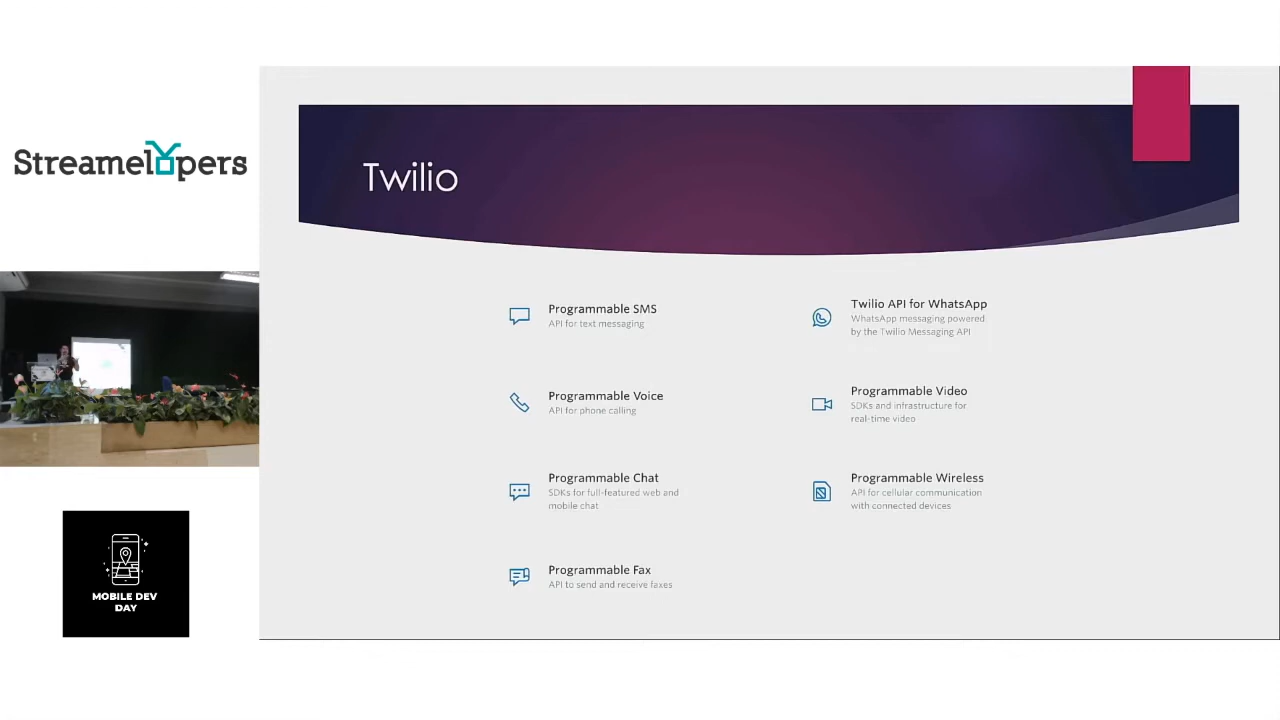 Streamelopers
MOBILE DEV
DAY
Twilio
Programmable SMS
API for text messaging
Programmable Voice
API for phone calling
Programmable Chat
SDKs for full-featured web and
mobile chat
Programmable Fax
API to send and receive faxes
Twilio API for WhatsApp
WhatsApp messaging powered
by the Twilio Messaging API
Programmable Video
SDKs and infrastructure for
real-time video
Programmable Wireless
API for cellular communication
with connected devices